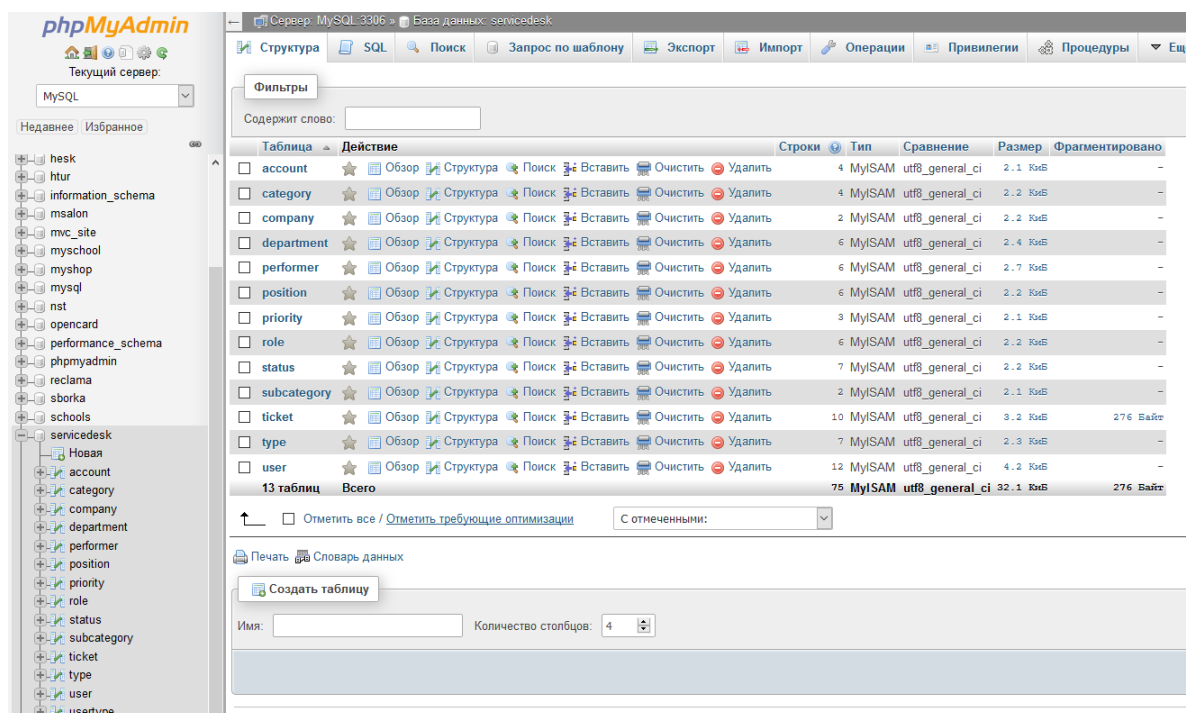 phpMyAdmin
Текущий сервер:
MySQL
Недавнее Избранное
hesk
htur
information_schema
msalon
mvc_site
myschool
myshop
mysql
nst
opencard
performance_schema
phpmyadmin
reclama
sborka
schools
servicedesk
Новая
account
category
company
department
performer
position
priority
role
status
subcategory
ticket
type
user
usertype
Сервер: MySQL:3306 » База данных: servicedesk
Структура SQL Поиск Запрос по шаблону Экспорт Импорт Операции Привилегии Процедуры Ещ
Фильтры
Содержит слово:
Таблица Действие Строки Тип Сравнение Размер Фрагментировано
account Обзор Структура Поиск Вставить Очистить Удалить 4 MyISAM utf8_general_ci 2.1 КиБ –
category Обзор Структура Поиск Вставить Очистить Удалить 4 MyISAM utf8_general_ci 2.2 КиБ –
company Обзор Структура Поиск Вставить Очистить Удалить 2 MyISAM utf8_general_ci 2.2 КиБ –
department Обзор Структура Поиск Вставить Очистить Удалить 6 MyISAM utf8_general_ci 2.4 КиБ –
performer Обзор Структура Поиск Вставить Очистить Удалить 6 MyISAM utf8_general_ci 2.7 КиБ –
position Обзор Структура Поиск Вставить Очистить Удалить 6 MyISAM utf8_general_ci 2.2 КиБ –
priority Обзор Структура Поиск Вставить Очистить Удалить 3 MyISAM utf8_general_ci 2.1 КиБ –
role Обзор Структура Поиск Вставить Очистить Удалить 6 MyISAM utf8_general_ci 2.2 КиБ –
status Обзор Структура Поиск Вставить Очистить Удалить 7 MyISAM utf8_general_ci 2.2 КиБ –
subcategory Обзор Структура Поиск Вставить Очистить Удалить 2 MyISAM utf8_general_ci 2.1 КиБ –
ticket Обзор Структура Поиск Вставить Очистить Удалить 10 MyISAM utf8_general_ci 3.2 КиБ 276 Байт
type Обзор Структура Поиск Вставить Очистить Удалить 7 MyISAM utf8_general_ci 2.3 КиБ –
user Обзор Структура Поиск Вставить Очистить Удалить 12 MyISAM utf8_general_ci 4.2 КиБ –
13 таблиц Всего 75 MyISAM utf8_general_ci 32.1 КиБ 276 Байт
Отметить все / Отметить требующие оптимизации С отмеченными:
Печать Словарь данных
Создать таблицу
Имя: Количество столбцов: 4